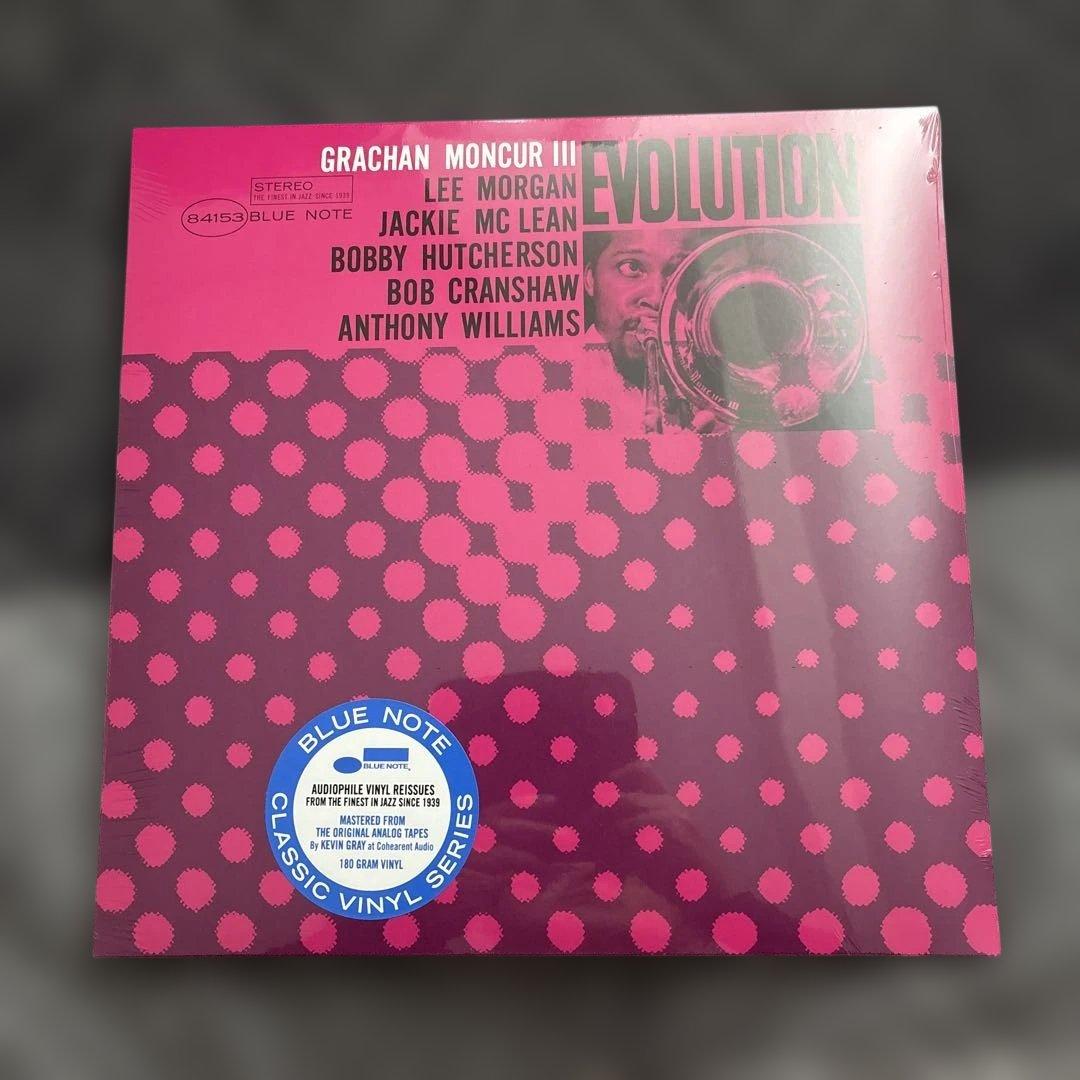 GRACHAN MONCUR III
LEE MORGAN
JACKIE MC LEAN
BOBBY HUTCHERSON
BOB CRANSHAW
ANTHONY WILLIAMS
STEREO
THE FINEST IN JAZZ SINCE 1939
84153 BLUE NOTE
EVOLUTION
Moncur III
BLUE NOTE
BLUE NOTE
AUDIOPHILE VINYL REISSUES
FROM THE FINEST IN JAZZ SINCE 1939
MASTERED FROM
THE ORIGINAL ANALOG TAPES
By KEVIN GRAY at Cohearent Audio
180 GRAM VINYL
CLASSIC VINYL SERIES